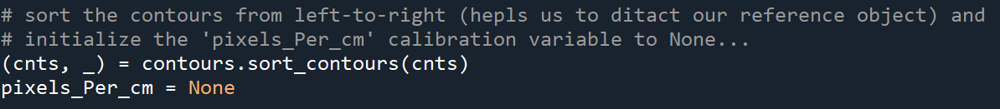 # sort the contours from left-to-right (hepls us to ditact our reference object) and
# initialize the 'pixels_Per_cm' calibration variable to None...
(cnts, _) = contours.sort_contours(cnts)
pixels_Per_cm = None